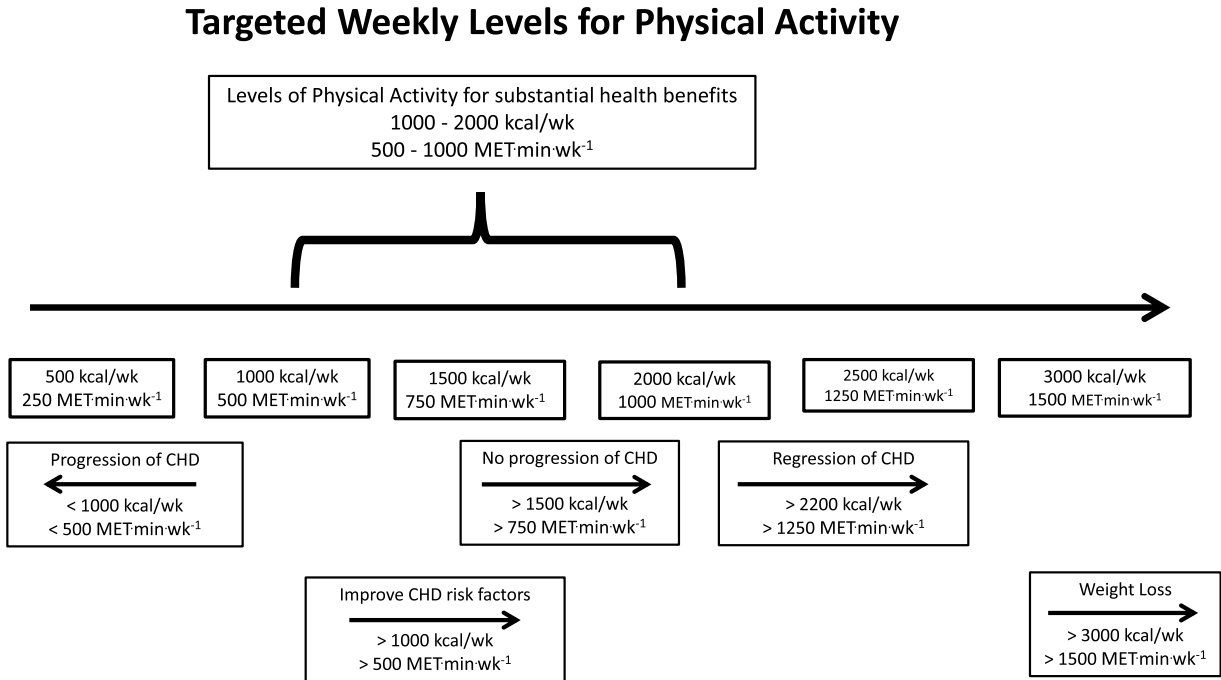 Targeted Weekly Levels for Physical Activity
Levels of Physical Activity for substantial health benefits
1000 - 2000 kcal/wk
500 - 1000 MET·min·wk⁻¹
500 kcal/wk
250 MET·min·wk⁻¹
1000 kcal/wk
500 MET·min·wk⁻¹
1500 kcal/wk
750 MET·min·wk⁻¹
2000 kcal/wk
1000 MET·min·wk⁻¹
2500 kcal/wk
1250 MET·min·wk⁻¹
3000 kcal/wk
1500 MET·min·wk⁻¹
Progression of CHD
< 1000 kcal/wk
< 500 MET·min·wk⁻¹
No progression of CHD
> 1500 kcal/wk
> 750 MET·min·wk⁻¹
Regression of CHD
> 2200 kcal/wk
> 1250 MET·min·wk⁻¹
Improve CHD risk factors
> 1000 kcal/wk
> 500 MET·min·wk⁻¹
Weight Loss
> 3000 kcal/wk
> 1500 MET·min·wk⁻¹